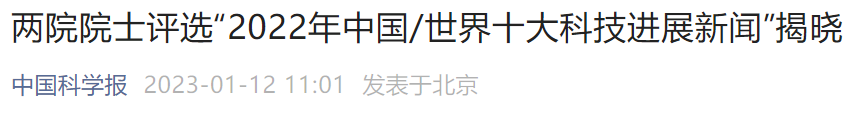 两院院士评选“2022年中国/世界十大科技进展新闻”揭晓
中国科学报 2023-01-12 11:01 发表于北京